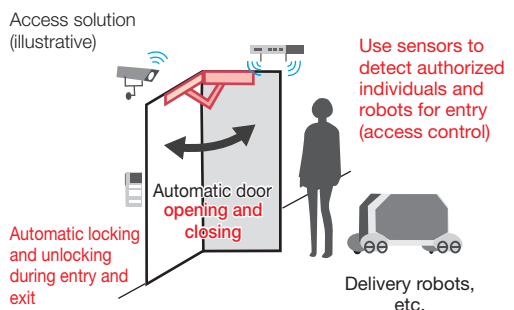 Access solution
(illustrative)
Use sensors to
detect authorized
individuals and
robots for entry
(access control)
Automatic door
opening and
closing
Automatic locking
and unlocking
during entry and
exit
Delivery robots,
etc.